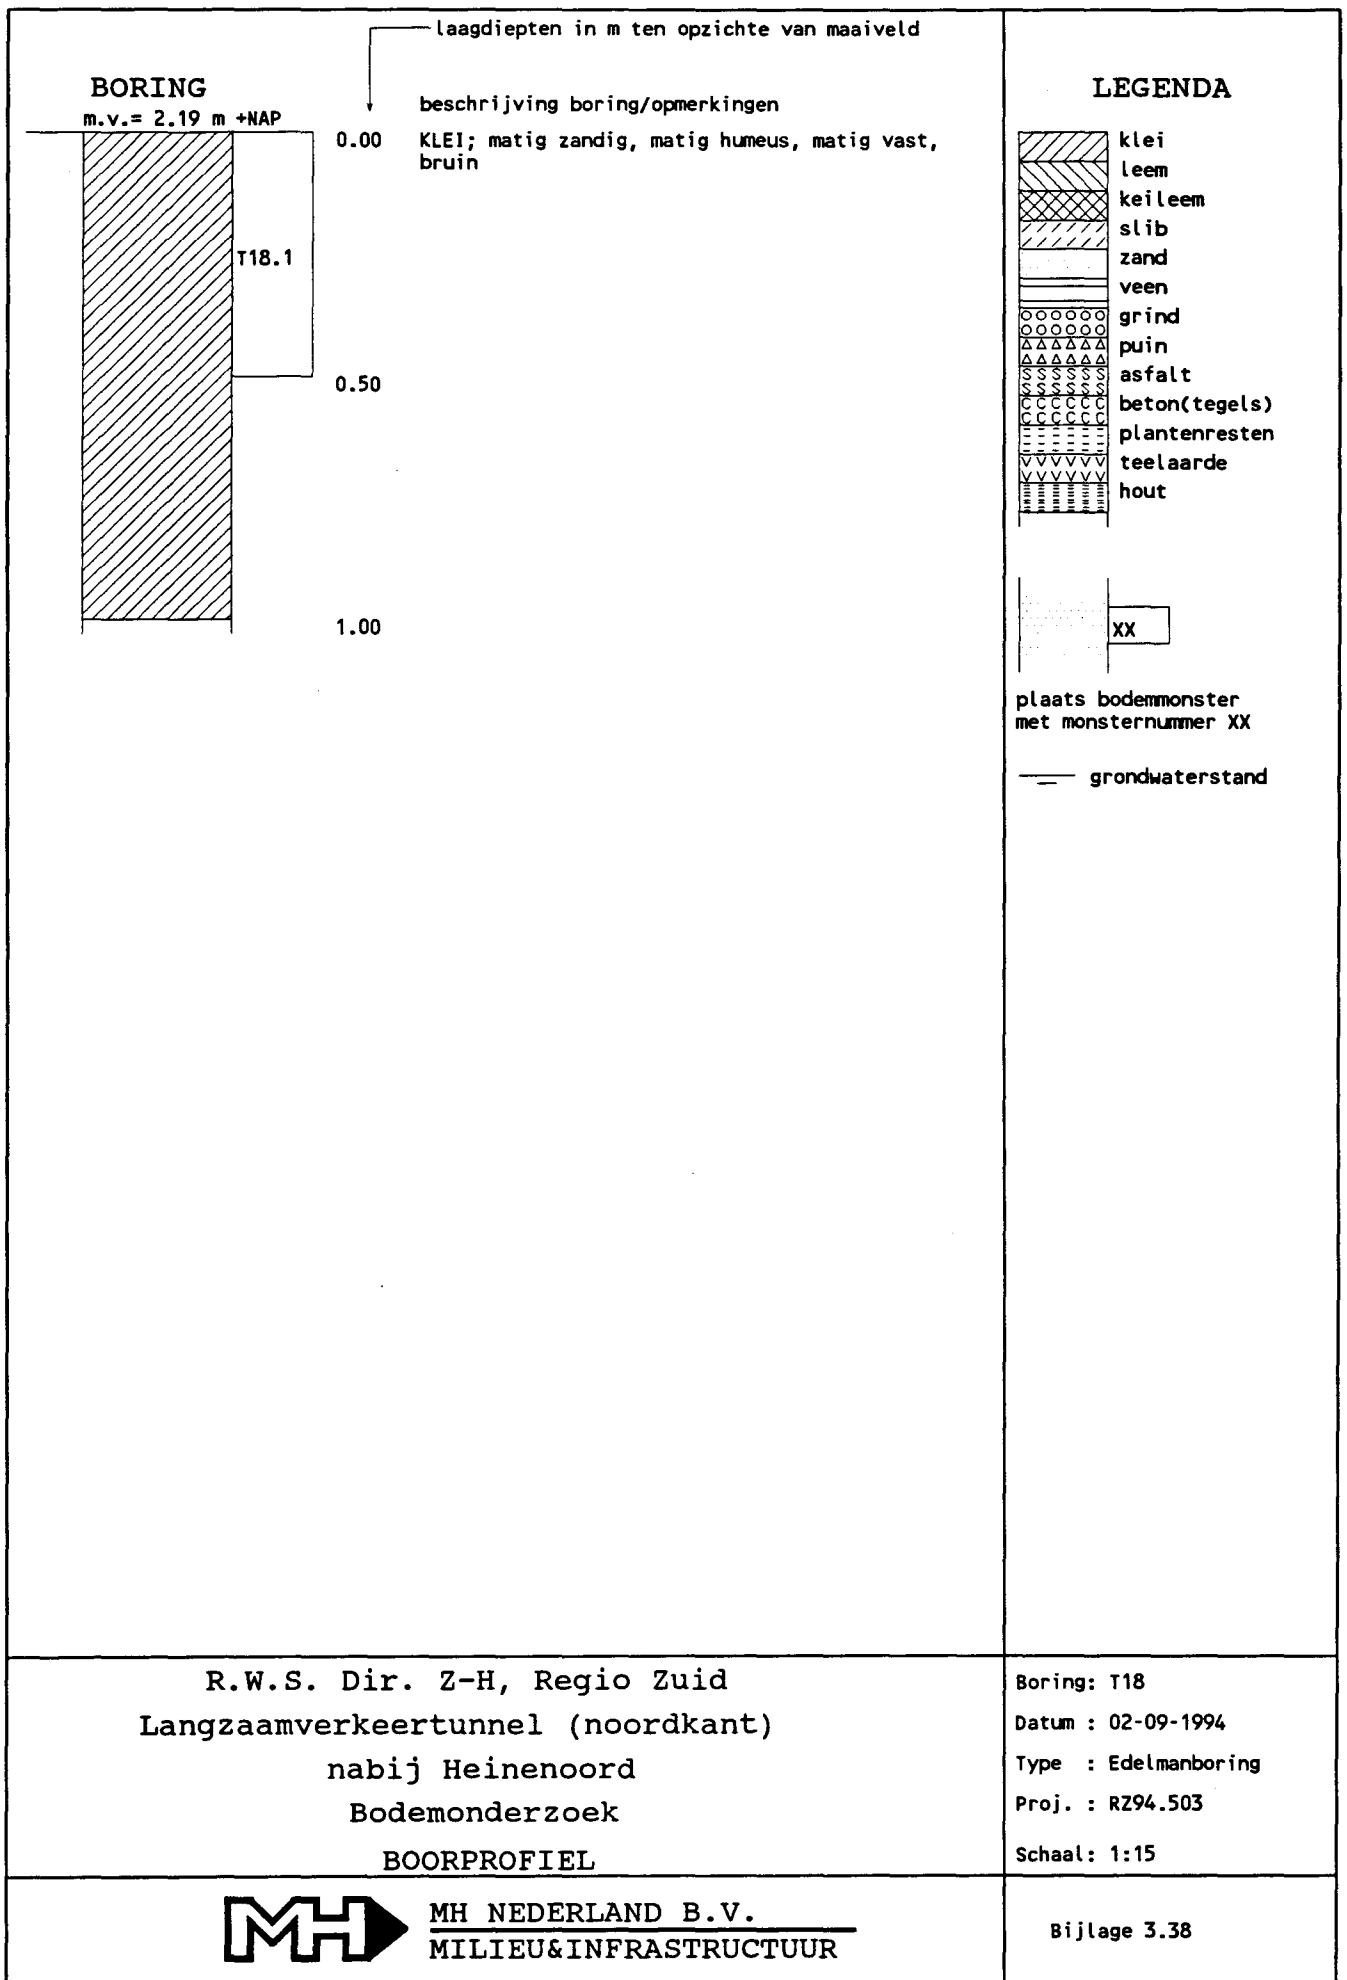 laagdiepten in m ten opzichte van maaiveld
BORING
m.v.= 2.19 m +NAP
beschrijving boring/opmerkingen
0.00 KLEI; matig zandig, matig humeus, matig vast,
bruin
T18.1
0.50
1.00
LEGENDA
klei
leem
keileem
slib
zand
veen
grind
puin
asfalt
beton(tegels)
plantenresten
teelaarde
hout
XX
plaats bodemmonster
met monsternummer XX
grondwaterstand
R.W.S. Dir. Z-H, Regio Zuid
Langzaamverkeertunnel (noordkant)
nabij Heinenoord
Bodemonderzoek
BOORPROFIEL
Boring: T18
Datum : 02-09-1994
Type : Edelmanboring
Proj. : RZ94.503
Schaal: 1:15
MH
MH NEDERLAND B.V.
MILIEU&INFRASTRUCTUUR
Bijlage 3.38